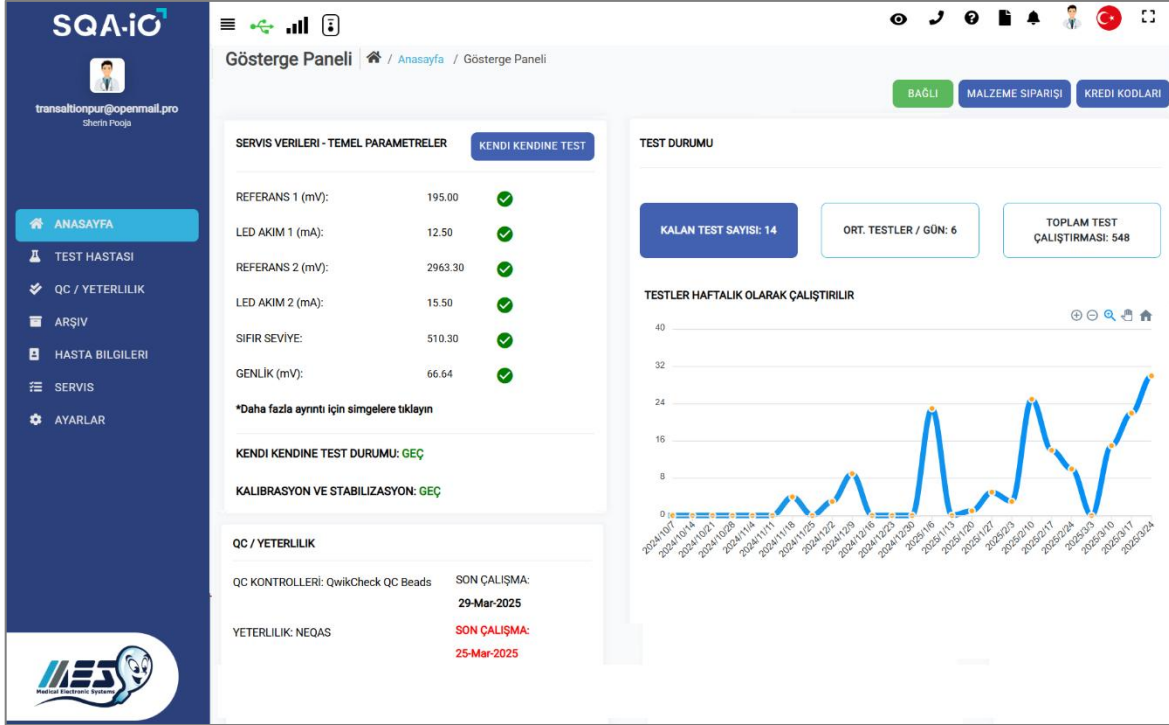 SQA-iO
transaltionpur@openmail.pro
Sherin Pooja
ANASAYFA
TEST HASTASI
QC / YETERLILIK
ARŞIV
HASTA BILGILERI
SERVIS
AYARLAR
MES
Medical Electronic Systems
Gösterge Paneli / Anasayfa / Gösterge Paneli
BAĞLI
MALZEME SIPARIŞI
KREDI KODLARI
SERVIS VERILERI - TEMEL PARAMETRELER
KENDI KENDINE TEST
REFERANS 1 (mV): 195.00
LED AKIM 1 (mA): 12.50
REFERANS 2 (mV): 2963.30
LED AKIM 2 (mA): 15.50
SIFIR SEVİYE: 510.30
GENLİK (mV): 66.64
*Daha fazla ayrıntı için simgelere tıklayın
KENDI KENDINE TEST DURUMU: GEÇ
KALIBRASYON VE STABILIZASYON: GEÇ
QC / YETERLILIK
QC KONTROLLERİ: QwikCheck QC Beads SON ÇALIŞMA:
29-Mar-2025
YETERLILIK: NEQAS SON ÇALIŞMA:
25-Mar-2025
TEST DURUMU
KALAN TEST SAYISI: 14
ORT. TESTLER / GÜN: 6
TOPLAM TEST
ÇALIŞTIRMASI: 548
TESTLER HAFTALIK OLARAK ÇALIŞTIRILIR
40
32
24
16
8
0
2024/10/7
2024/10/14
2024/10/21
2024/10/28
2024/11/4
2024/11/11
2024/11/18
2024/11/25
2024/12/2
2024/12/9
2024/12/16
2024/12/23
2024/12/30
2025/1/6
2025/1/13
2025/1/20
2025/1/27
2025/2/3
2025/2/10
2025/2/17
2025/2/24
2025/3/3
2025/3/10
2025/3/17
2025/3/24